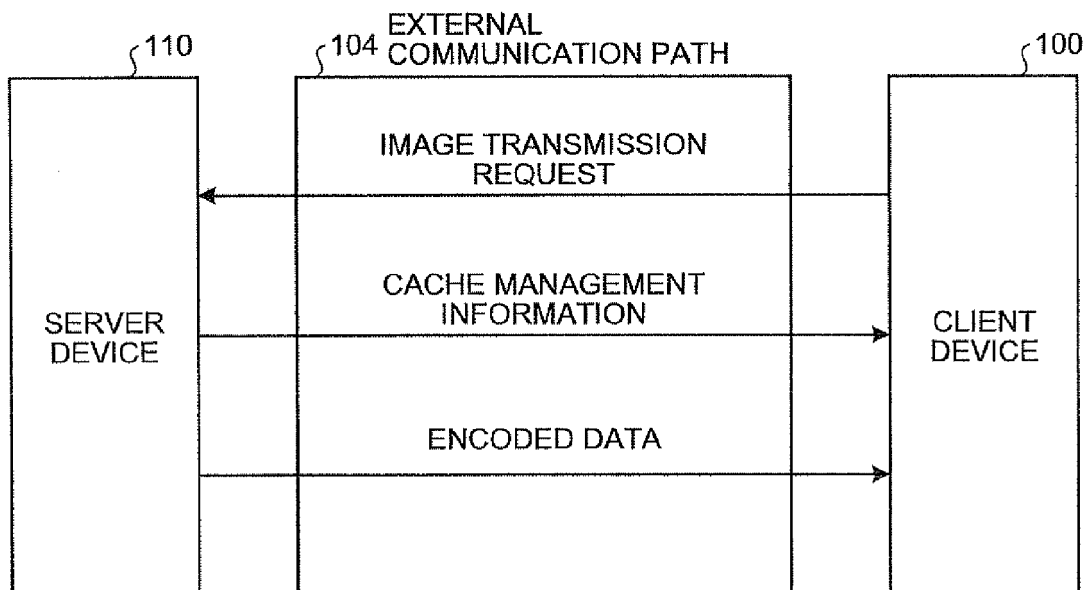 110
104
EXTERNAL
COMMUNICATION PATH
100
IMAGE TRANSMISSION
REQUEST
CACHE MANAGEMENT
INFORMATION
SERVER
DEVICE
CLIENT
DEVICE
ENCODED DATA